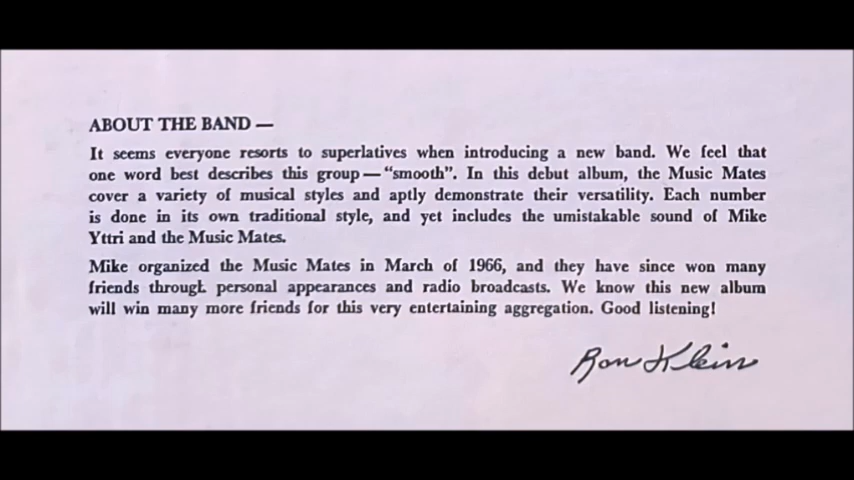 ABOUT THE BAND —
It seems everyone resorts to superlatives when introducing a new band. We feel that
one word best describes this group — "smooth". In this debut album, the Music Mates
cover a variety of musical styles and aptly demonstrate their versatility. Each number
is done in its own traditional style, and yet includes the umistakable sound of Mike
Yttri and the Music Mates.
Mike organized the Music Mates in March of 1966, and they have since won many
friends through personal appearances and radio broadcasts. We know this new album
will win many more friends for this very entertaining aggregation. Good listening!
Ron Klein